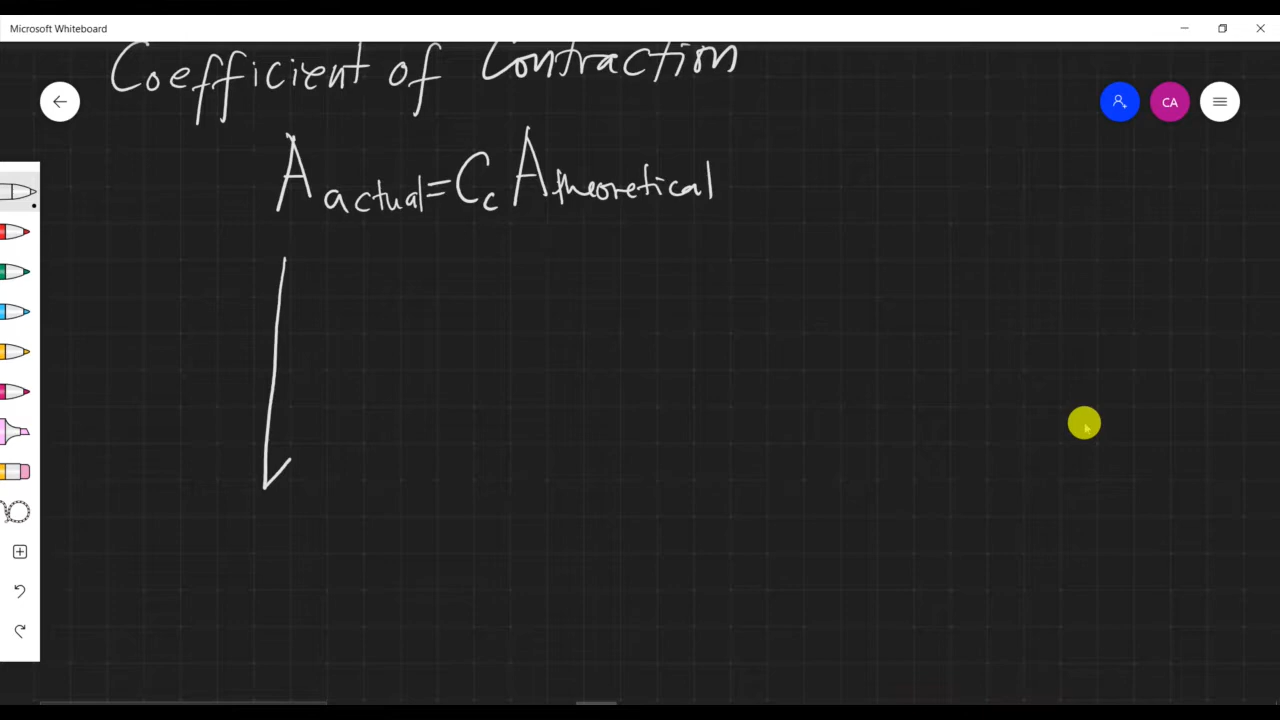 Microsoft Whiteboard
Coefficient of Contraction
CA
A actual = Cc A theoretical